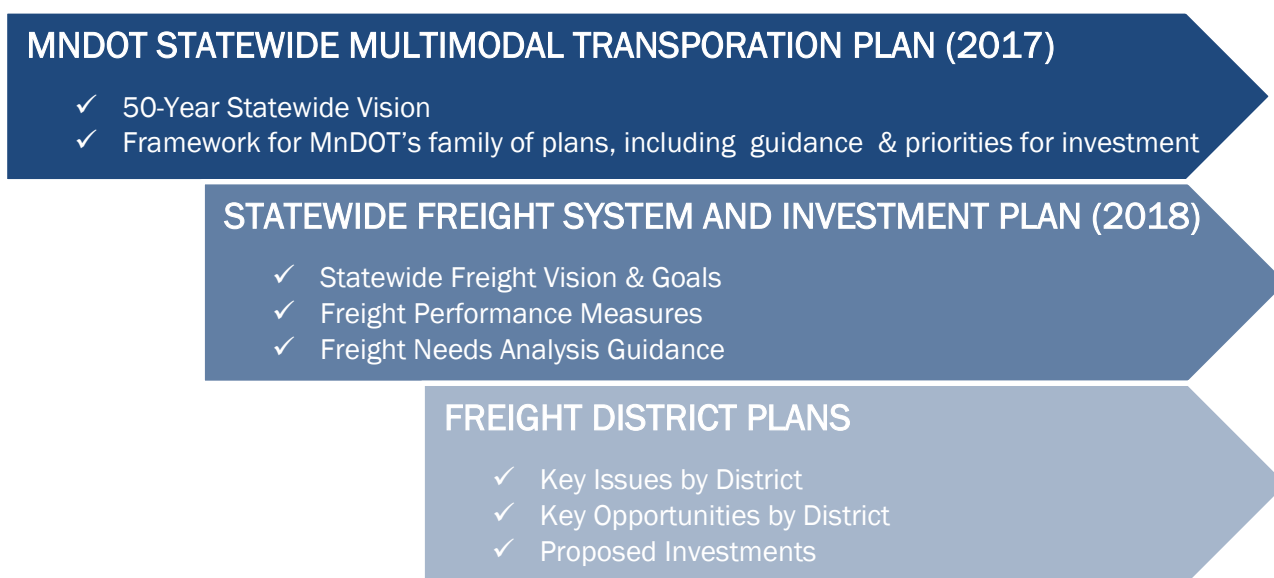 MNDOT STATEWIDE MULTIMODAL TRANSPORATION PLAN (2017)
✓ 50-Year Statewide Vision
✓ Framework for MnDOT's family of plans, including guidance & priorities for investment
STATEWIDE FREIGHT SYSTEM AND INVESTMENT PLAN (2018)
✓ Statewide Freight Vision & Goals
✓ Freight Performance Measures
✓ Freight Needs Analysis Guidance
FREIGHT DISTRICT PLANS
✓ Key Issues by District
✓ Key Opportunities by District
✓ Proposed Investments